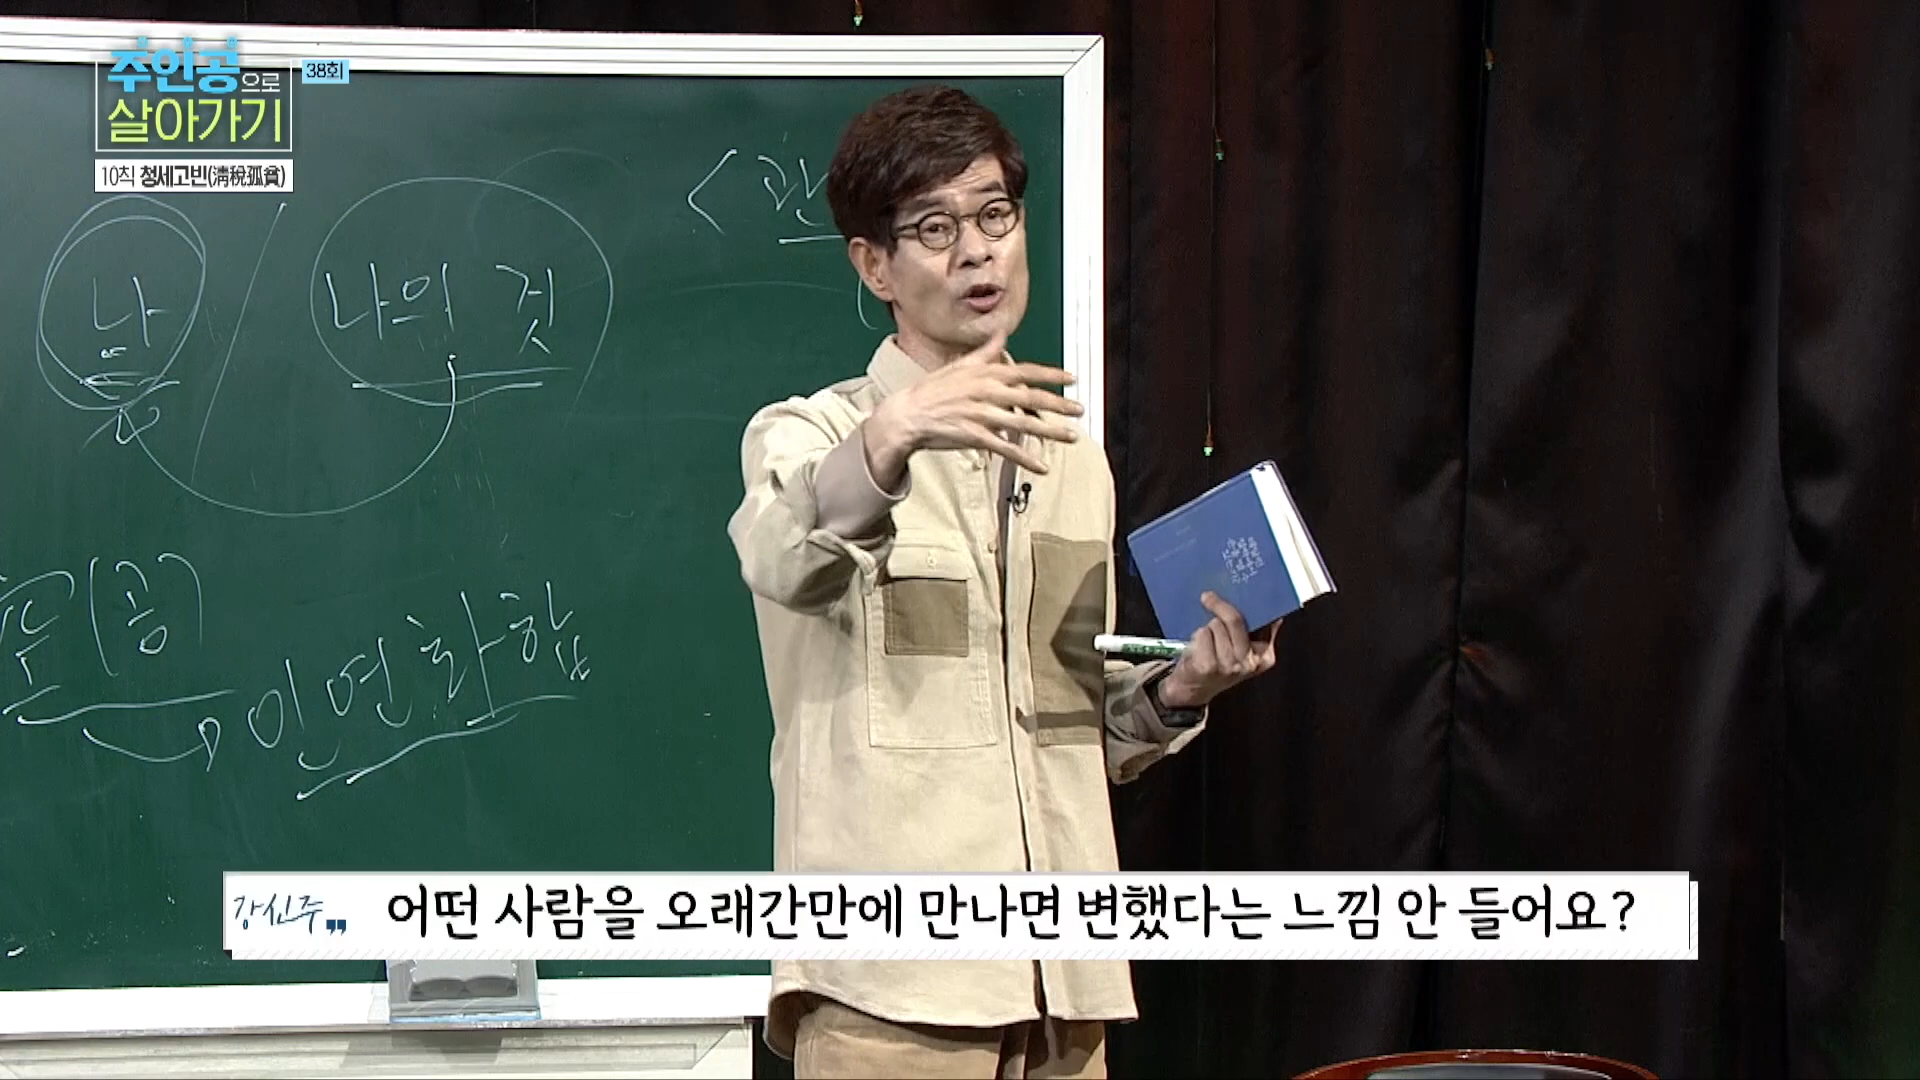 주인공으로 38회
살아가기
10칙 청세고빈(淸稅孤貧)
나 / 나의 것
< 관
(공)
인연화합
강신주 어떤 사람을 오래간만에 만나면 변했다는 느낌 안 들어요?